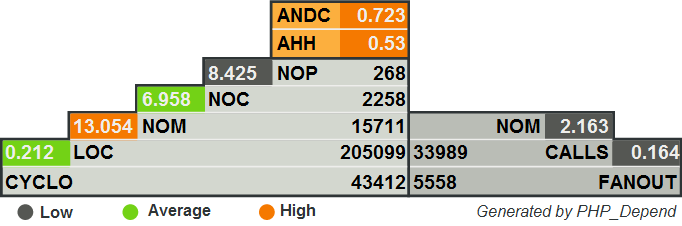 ANDC 0.723
AHH 0.53
8.425 NOP 268
6.958 NOC 2258
13.054 NOM 15711 NOM 2.163
0.212 LOC 205099 33989 CALLS 0.164
CYCLO 43412 5558 FANOUT
Low Average High Generated by PHP_Depend